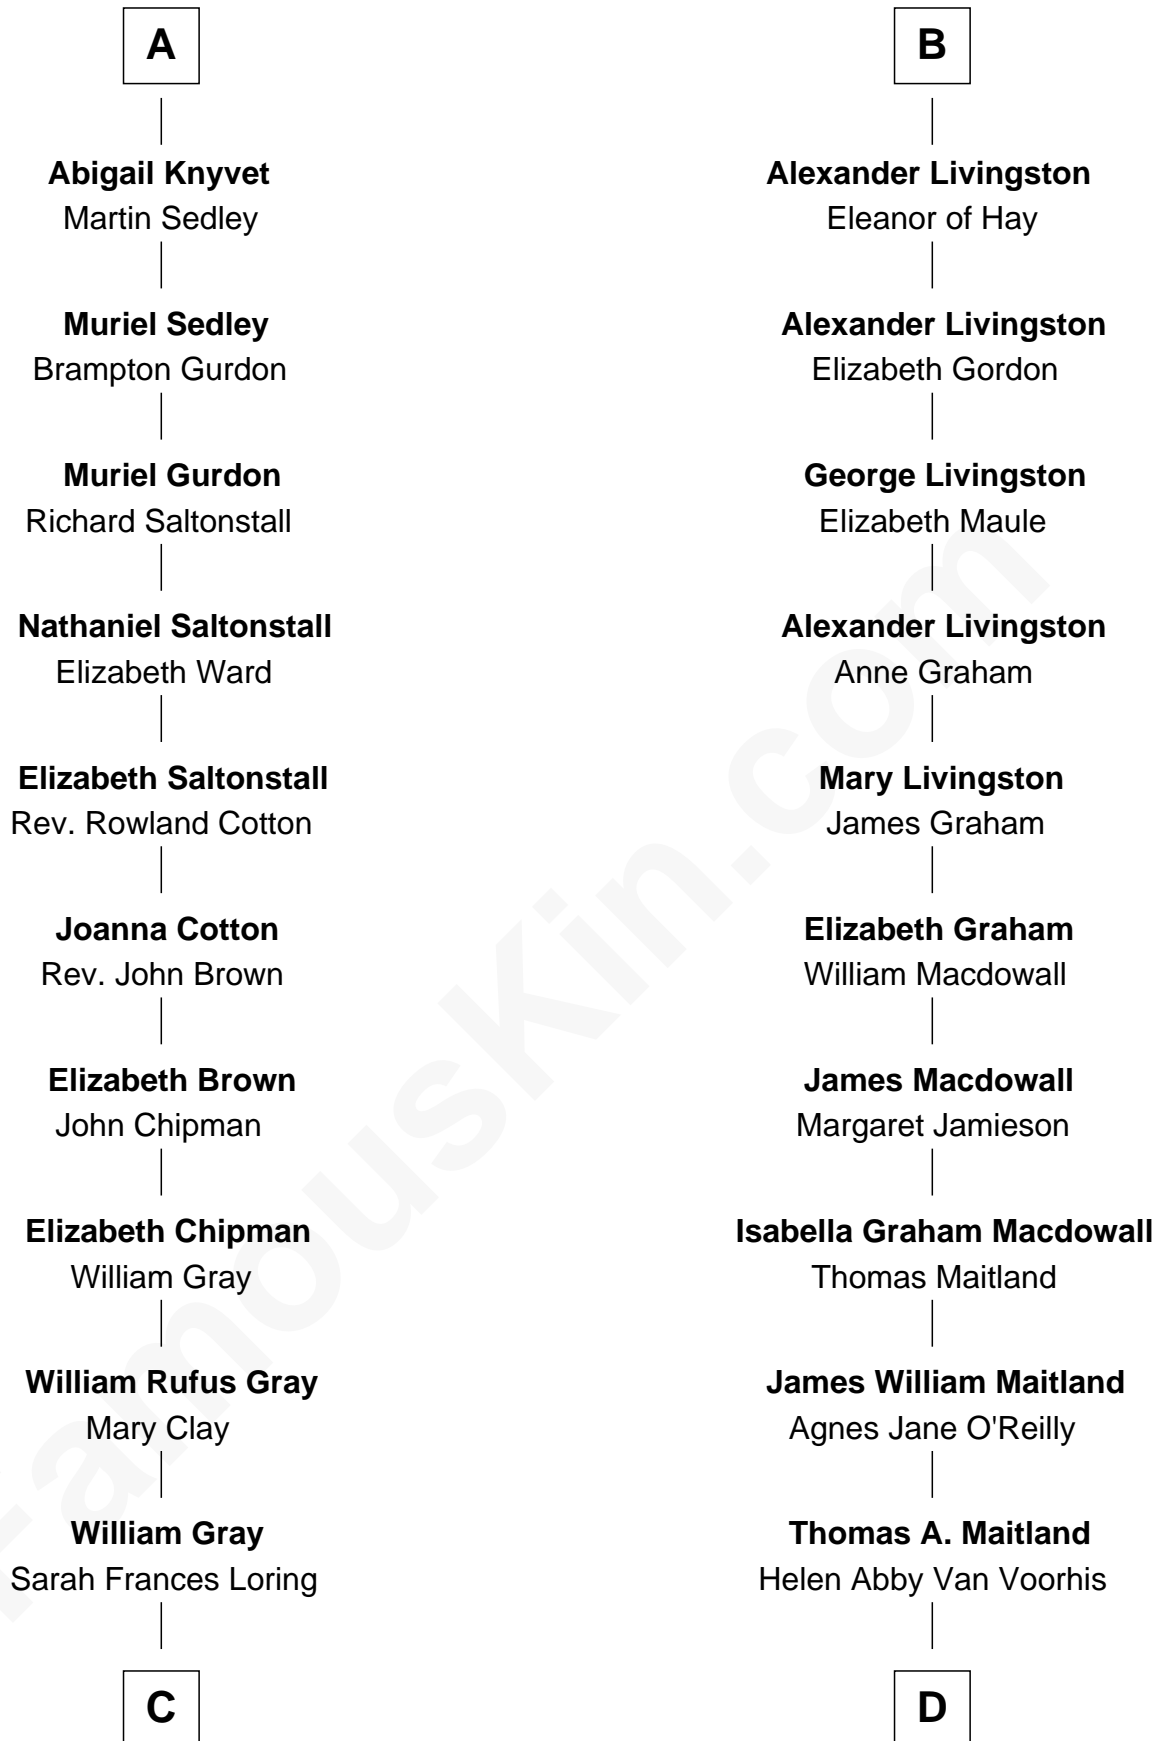 A
Abigail Knyvet
Martin Sedley
Muriel Sedley
Brampton Gurdon
Muriel Gurdon
Richard Saltonstall
Nathaniel Saltonstall
Elizabeth Ward
Elizabeth Saltonstall
Rev. Rowland Cotton
Joanna Cotton
Rev. John Brown
Elizabeth Brown
John Chipman
Elizabeth Chipman
William Gray
William Rufus Gray
Mary Clay
William Gray
Sarah Frances Loring
C
B
Alexander Livingston
Eleanor of Hay
Alexander Livingston
Elizabeth Gordon
George Livingston
Elizabeth Maule
Alexander Livingston
Anne Graham
Mary Livingston
James Graham
Elizabeth Graham
William Macdowall
James Macdowall
Margaret Jamieson
Isabella Graham Macdowall
Thomas Maitland
James William Maitland
Agnes Jane O'Reilly
Thomas A. Maitland
Helen Abby Van Voorhis
D
FamousKin.com